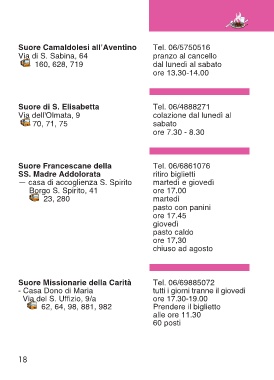 Suore Camaldolesi all'Aventino
Via di S. Sabina, 64
160, 628, 719
Tel. 06/5750516
pranzo al cancello
dal lunedì al sabato
ore 13.30-14.00
Suore di S. Elisabetta
Via dell'Olmata, 9
70, 71, 75
Tel. 06/4888271
colazione dal lunedì al
sabato
ore 7.30 - 8.30
Suore Francescane della
SS. Madre Addolorata
— casa di accoglienza S. Spirito
Borgo S. Spirito, 41
23, 280
Tel. 06/6861076
ritiro biglietti
martedì e giovedì
ore 17.00
martedì
pasto con panini
ore 17.45
giovedì
pasto caldo
ore 17,30
chiuso ad agosto
Suore Missionarie della Carità
- Casa Dono di Maria
Via del S. Uffizio, 9/a
62, 64, 98, 881, 982
Tel. 06/69885072
tutti i giorni tranne il giovedì
ore 17.30-19.00
Prendere il biglietto
alle ore 11.30
60 posti
18